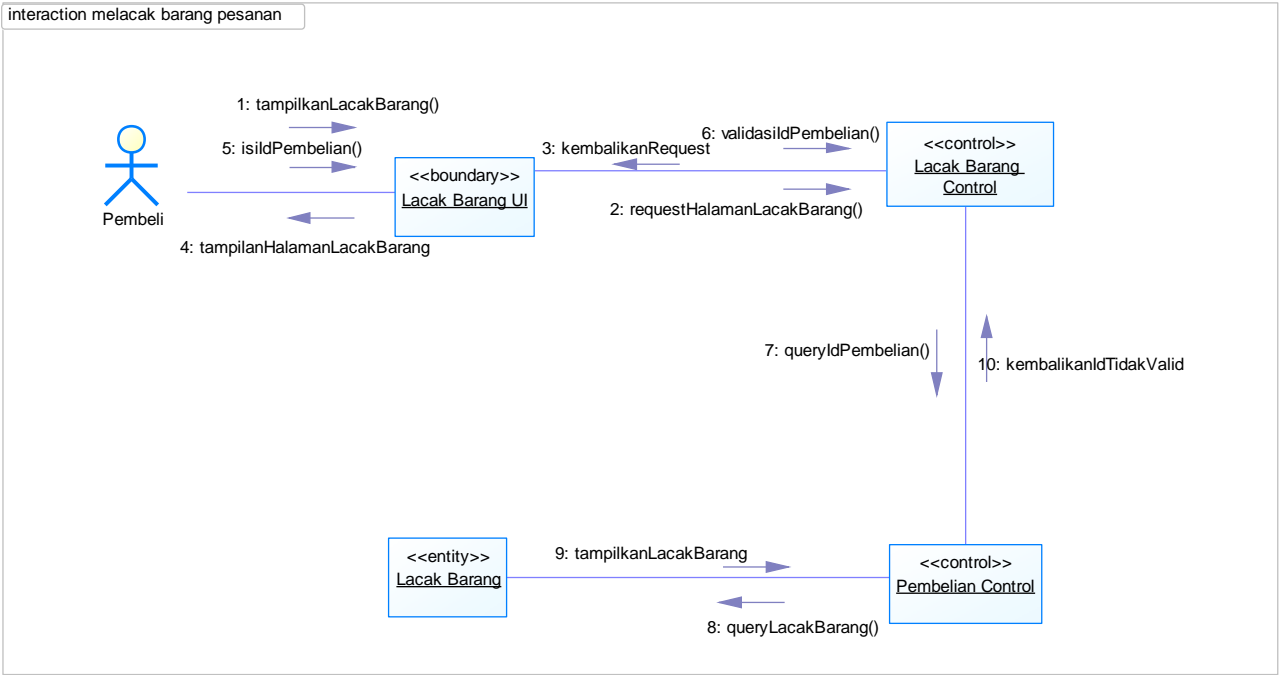 interaction melacak barang pesanan
1: tampilkanLacakBarang()
5: isiIdPembelian()
6: validasiIdPembelian()
3: kembalikanRequest
<<boundary>>
Lacak Barang UI
<<control>>
Lacak Barang
Control
Pembeli
2: requestHalamanLacakBarang()
4: tampilanHalamanLacakBarang
7: queryIdPembelian()
10: kembalikanIdTidakValid
<<entity>>
Lacak Barang
9: tampilkanLacakBarang
<<control>>
Pembelian Control
8: queryLacakBarang()